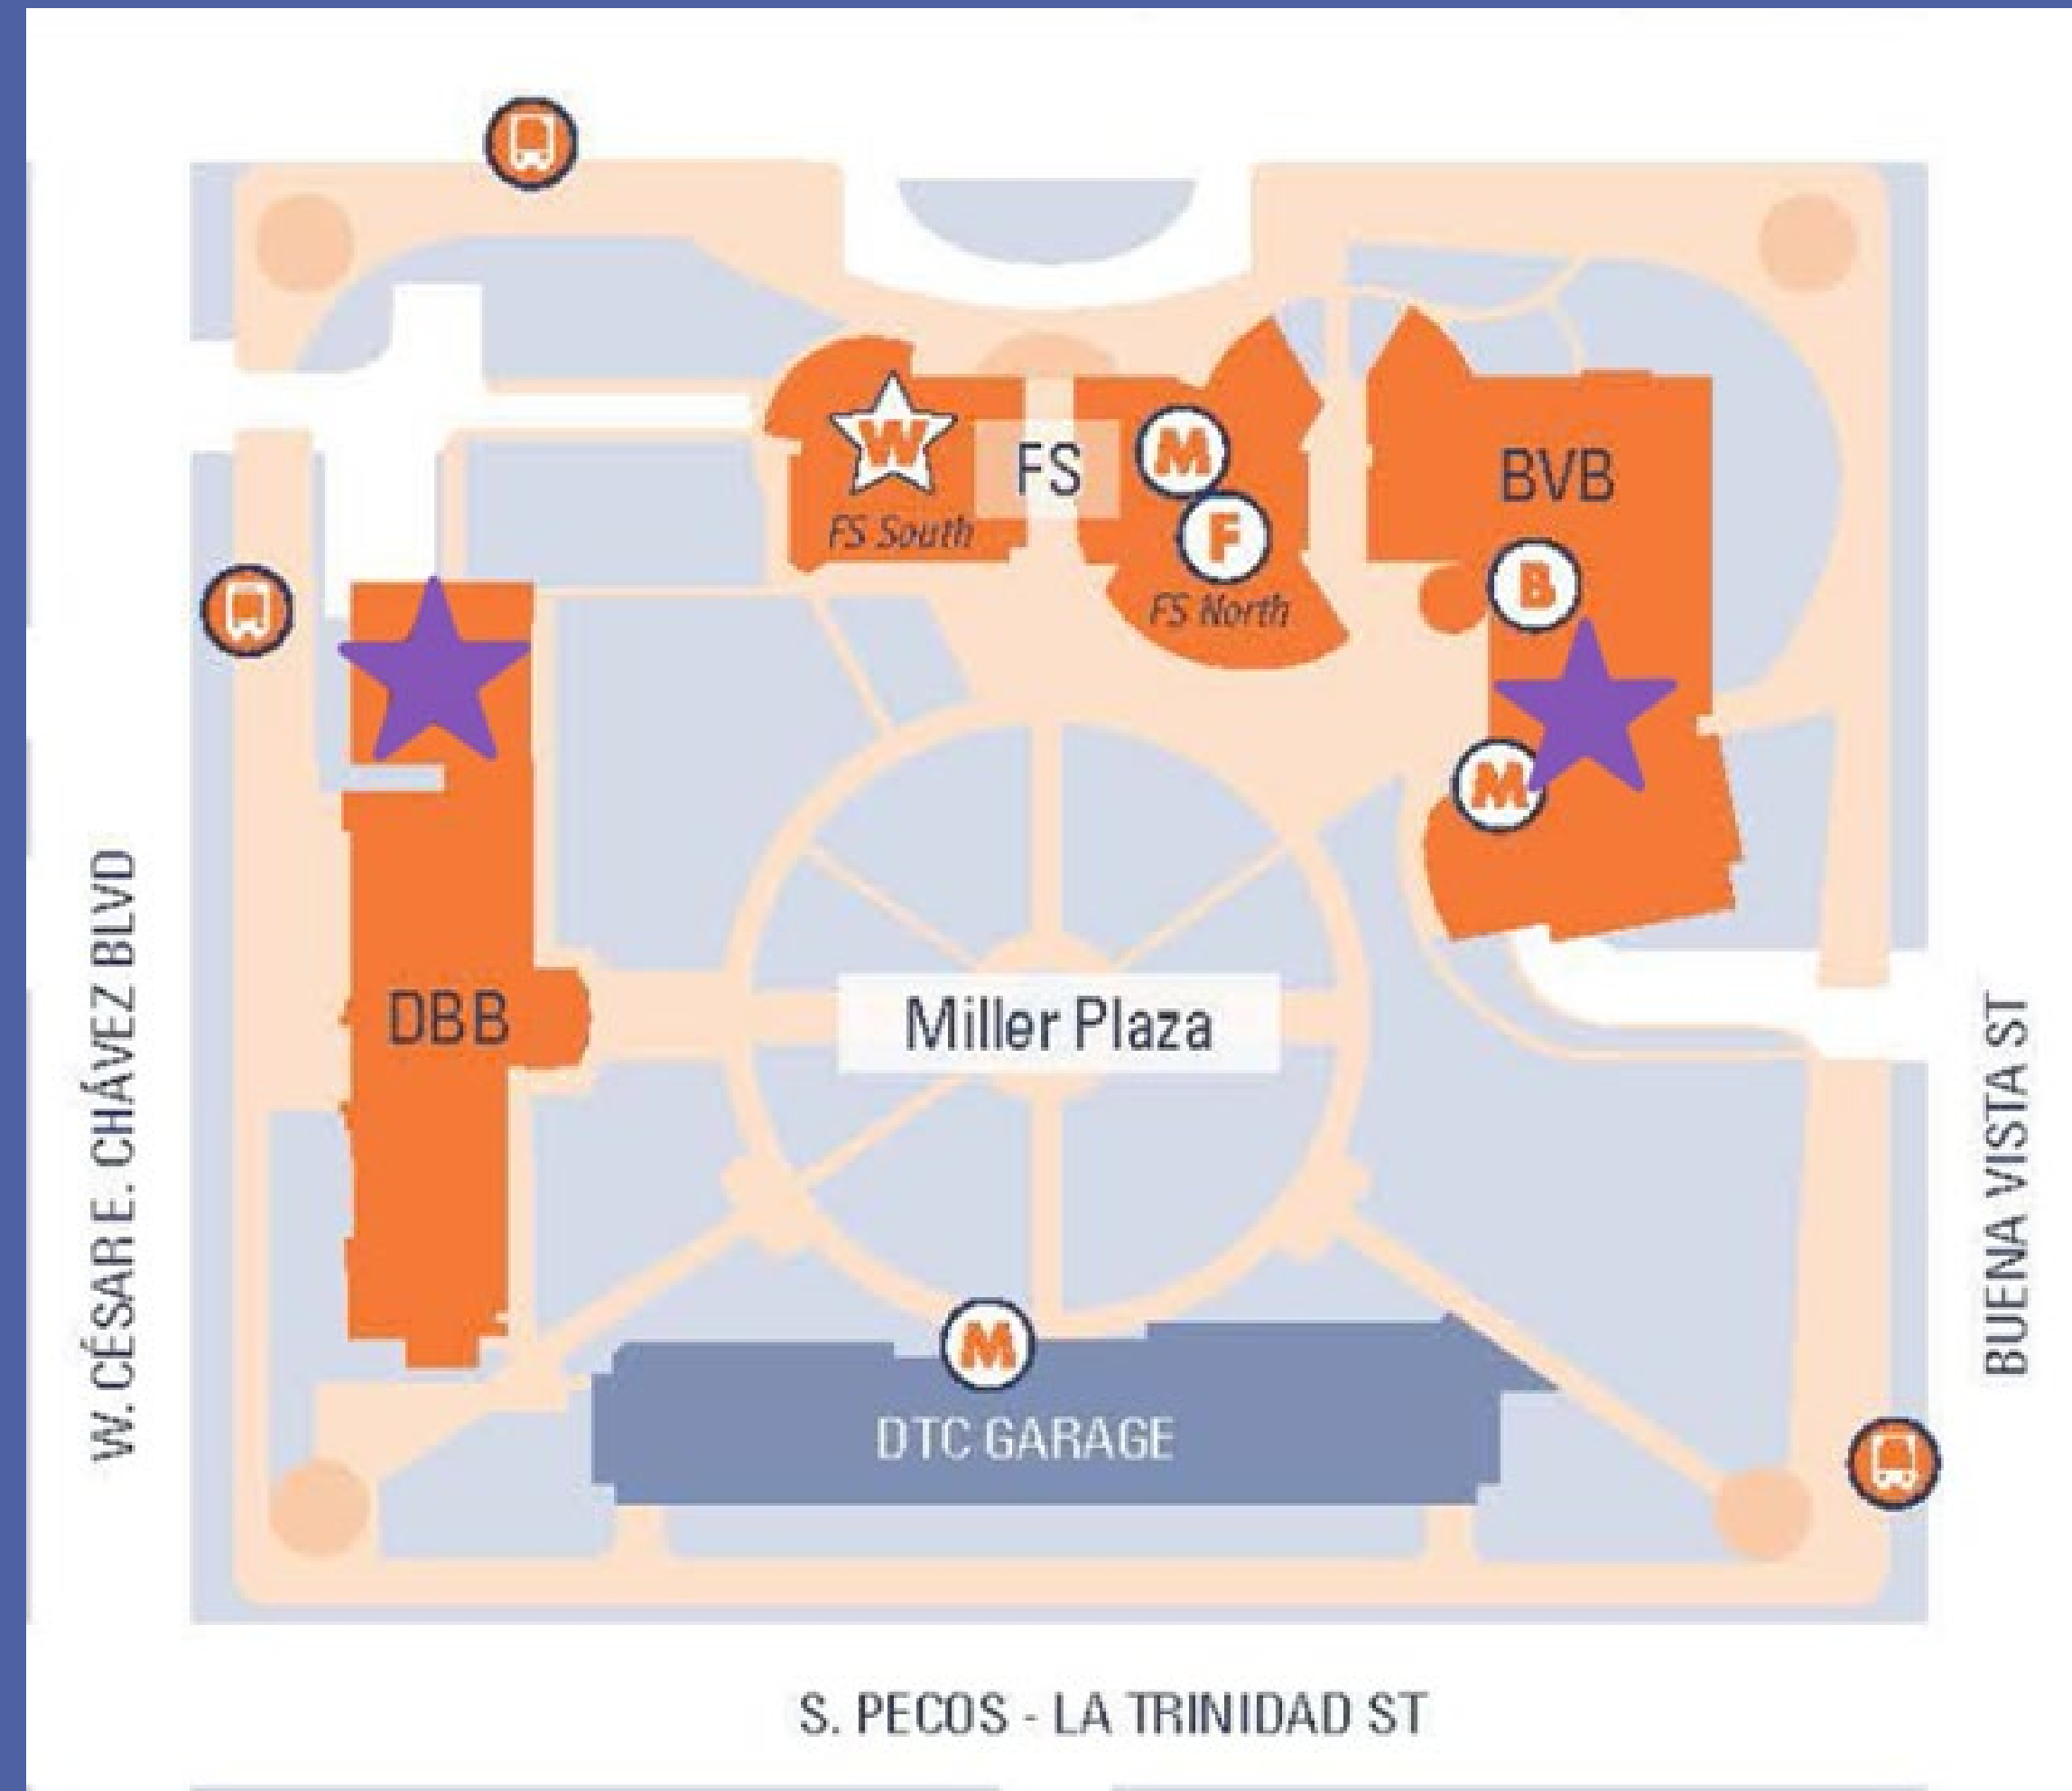 W
FS
M
BVB
FS South
F
FS North
B
M
W. CÉSAR E. CHÁVEZ BLVD
DBB
Miller Plaza
BUENA VISTA ST
M
DTC GARAGE
S. PECOS - LA TRINIDAD ST